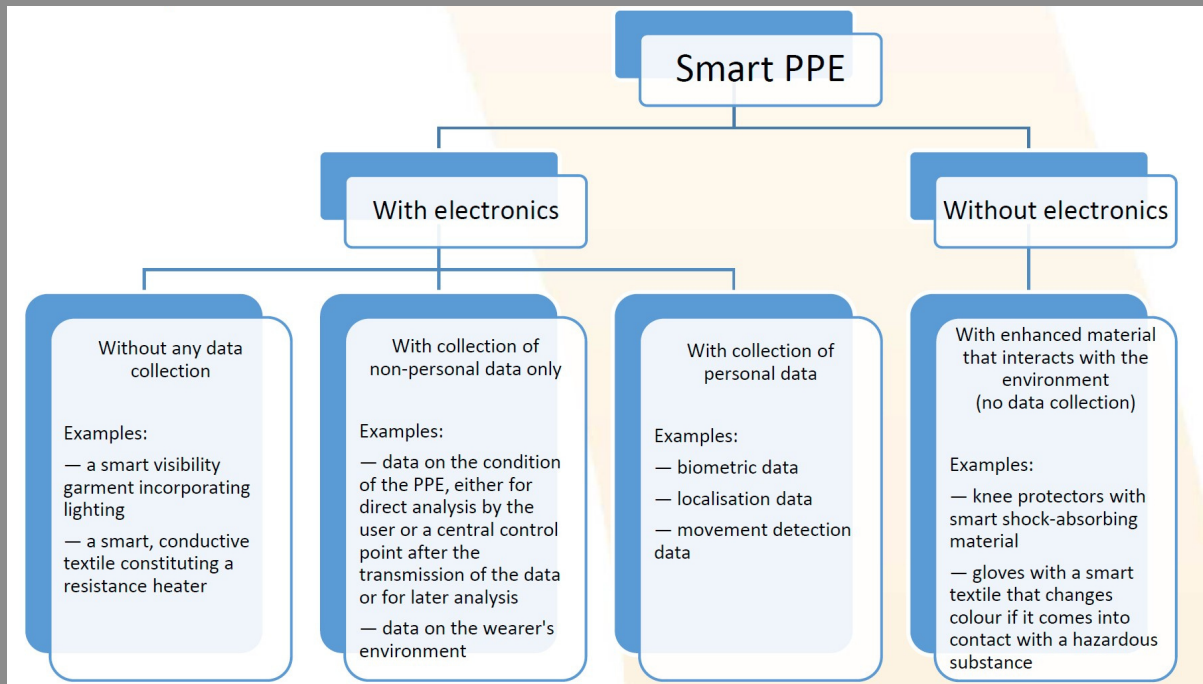 Smart PPE
With electronics
Without electronics
Without any data
collection
Examples:
— a smart visibility
garment incorporating
lighting
— a smart, conductive
textile constituting a
resistance heater
With collection of
non-personal data only
Examples:
— data on the condition
of the PPE, either for
direct analysis by the
user or a central control
point after the
transmission of the data
or for later analysis
— data on the wearer's
environment
With collection of
personal data
Examples:
— biometric data
— localisation data
— movement detection
data
With enhanced material
that interacts with the
environment
(no data collection)
Examples:
— knee protectors with
smart shock-absorbing
material
— gloves with a smart
textile that changes
colour if it comes into
contact with a hazardous
substance